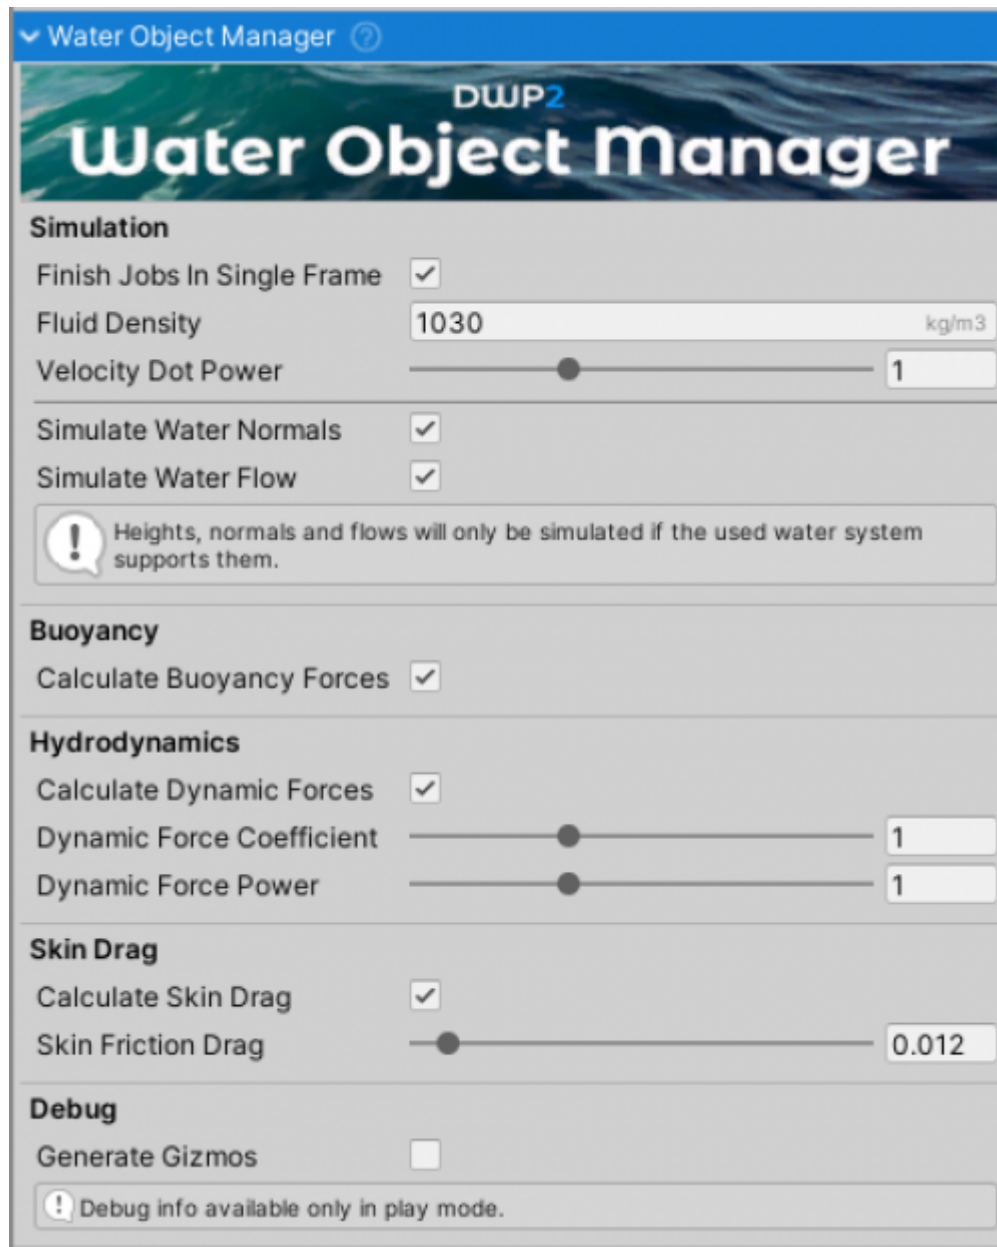 Water Object Manager ?
DWP2
Water Object Manager
Simulation
Finish Jobs In Single Frame
Fluid Density 1030 kg/m3
Velocity Dot Power 1
Simulate Water Normals
Simulate Water Flow
! Heights, normals and flows will only be simulated if the used water system
supports them.
Buoyancy
Calculate Buoyancy Forces
Hydrodynamics
Calculate Dynamic Forces
Dynamic Force Coefficient 1
Dynamic Force Power 1
Skin Drag
Calculate Skin Drag
Skin Friction Drag 0.012
Debug
Generate Gizmos
! Debug info available only in play mode.